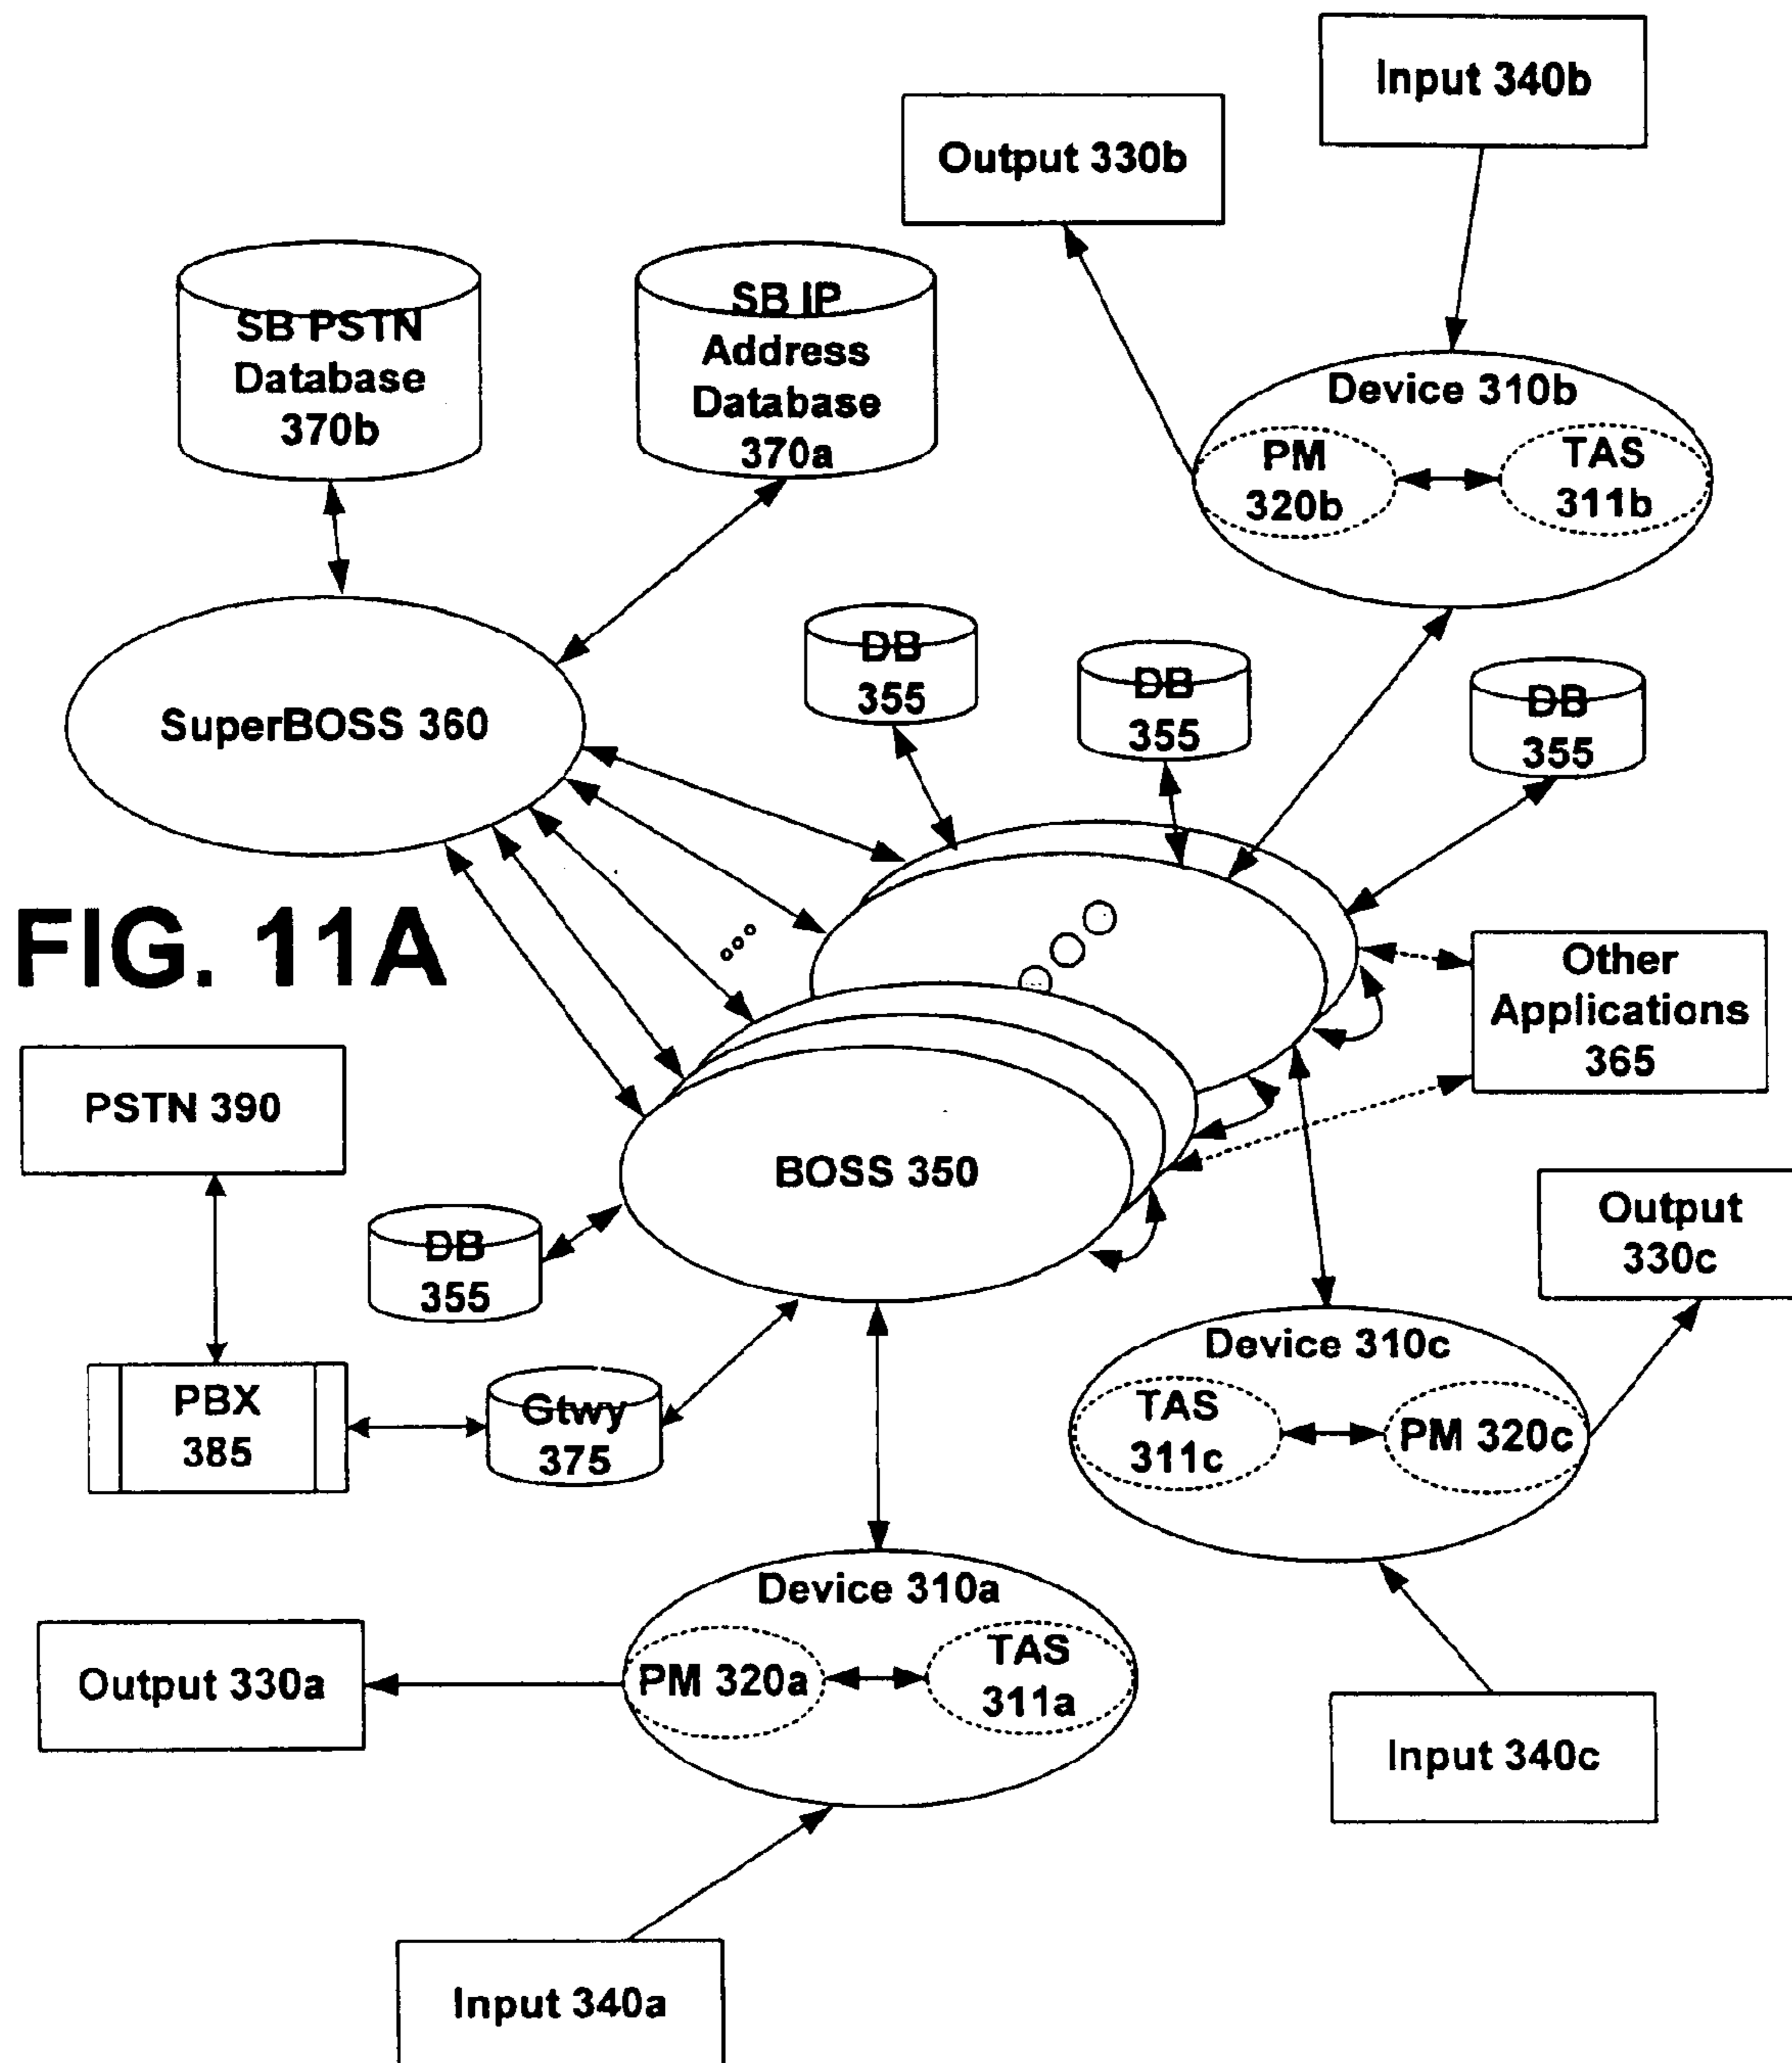 Input 340b
Output 330b
SB PSTN
Database
370b
SB IP
Address
Database
370a
Device 310b
PM
320b
TAS
311b
SuperBOSS 360
DB
355
DB
355
DB
355
FIG. 11A
Other
Applications
365
PSTN 390
BOSS 350
Output
330c
DB
355
Device 310c
TAS
311c
PM 320c
PBX
385
Gtwy
375
Device 310a
PM 320a
TAS
311a
Output 330a
Input 340c
Input 340a